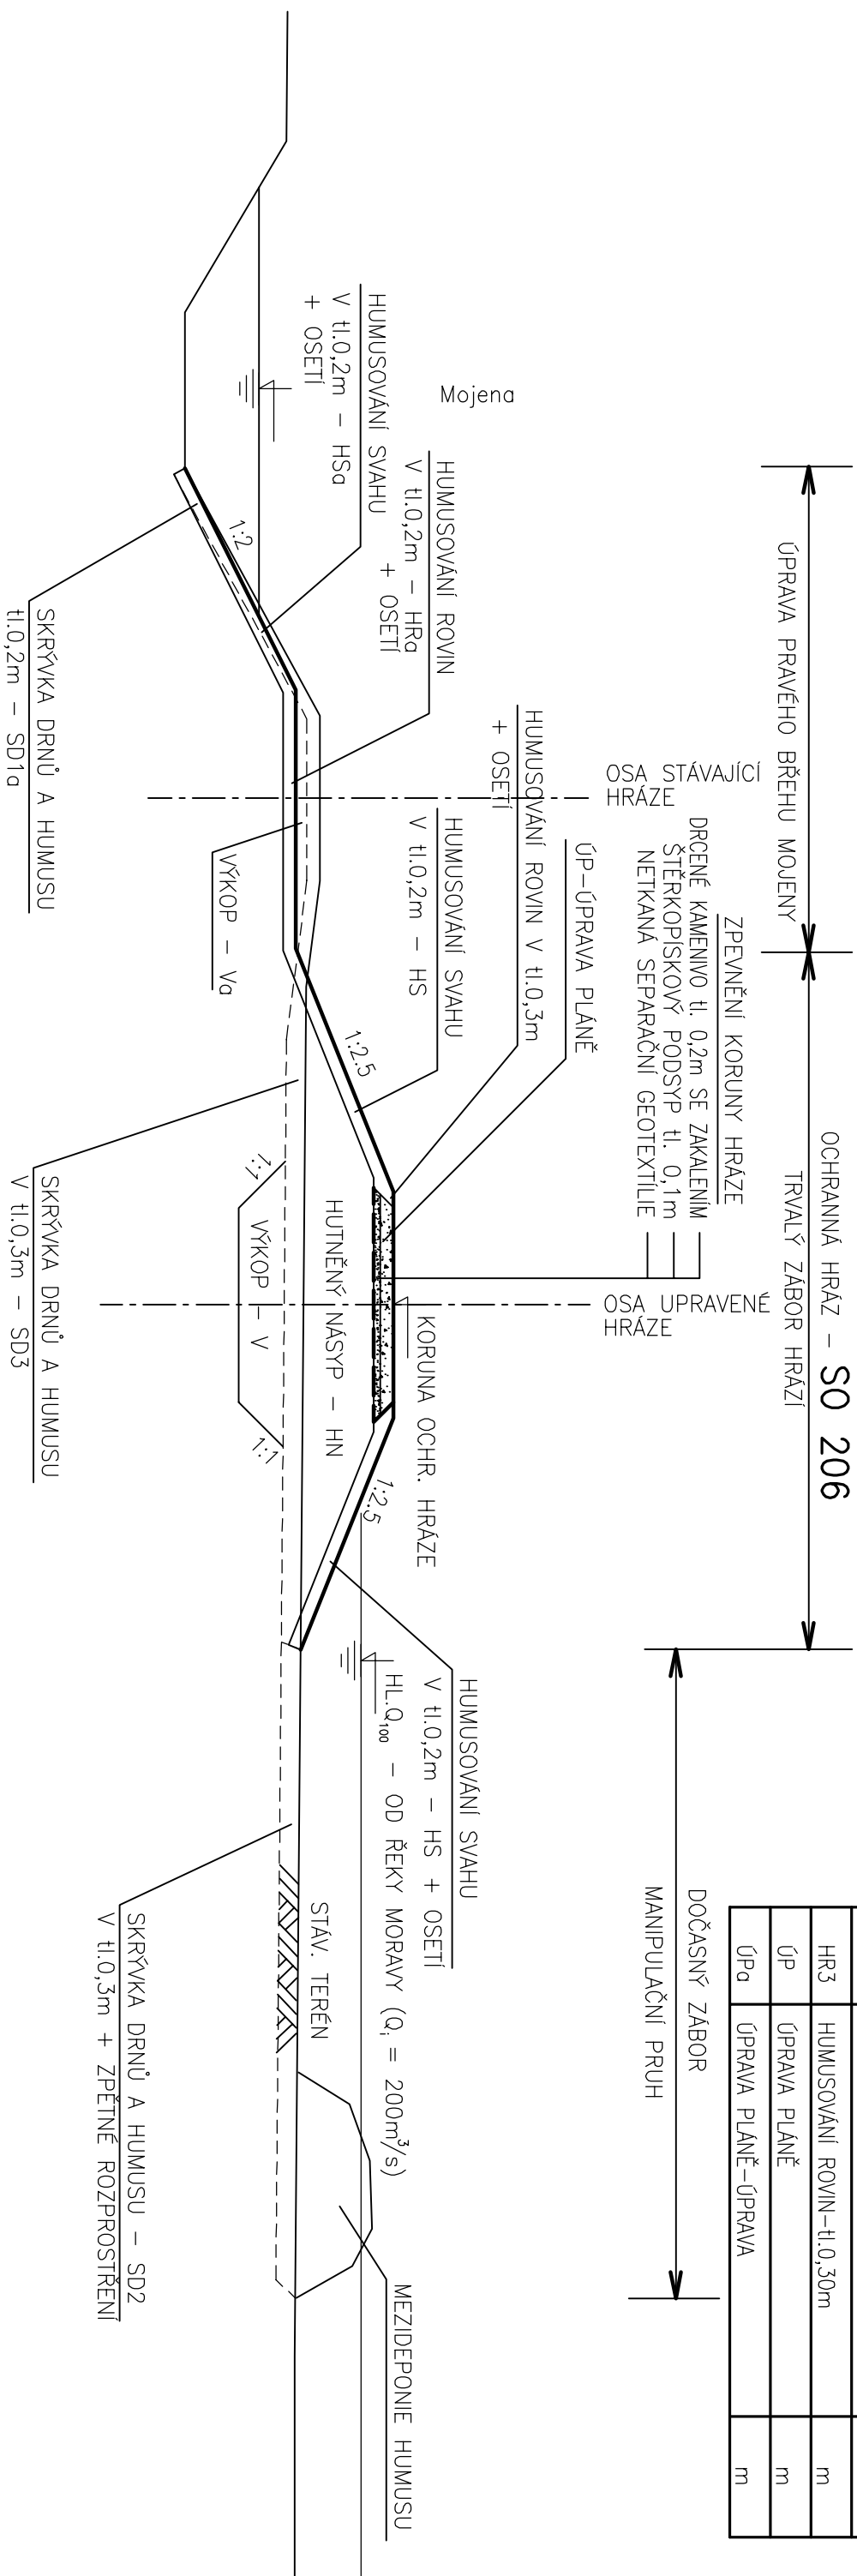 OCHRANNÁ HRÁZ - SO 206
ÚPRAVA PRAVÉHO BŘEHU MOJENY
TRVALÝ ZÁBOR HRÁZÍ
DOČASNÝ ZÁBOR
MANIPULAČNÍ PRUH
HR3 HUMUSOVÁNÍ ROVIN-tl.0,30m m
ÚP ÚPRAVA PLÁNĚ m
ÚPa ÚPRAVA PLÁNĚ-ÚPRAVA m
ZPEVNĚNÍ KORUNY HRÁZE
DRCENÉ KAMENIVO tl. 0,2m SE ZAKALENÍM
ŠTĚRKOPÍSKOVÝ PODSYP tl. 0,1m
NETKANÁ SEPARAČNÍ GEOTEXTÍLIE
OSA STÁVAJÍCÍ
HRÁZE
OSA UPRAVENÉ
HRÁZE
ÚP-ÚPRAVA PLÁNĚ
HUMUSOVÁNÍ ROVIN V tl.0,3m
+ OSETÍ
Mojena
HUMUSOVÁNÍ ROVIN
V tl.0,2m - HRa
+ OSETÍ
HUMUSOVÁNÍ SVAHU
V tl.0,2m - HSa
+ OSETÍ
HUMUSOVÁNÍ SVAHU
V tl.0,2m - HS
KORUNA OCHR. HRÁZE
HUMUSOVÁNÍ SVAHU
V tl.0,2m - HS + OSETÍ
HL.Q100 - OD ŘEKY MORAVY (Qi = 200m³/s)
MEZIDEPONIE HUMUSU
1:2
1:2.5
1:2.5
HUTNĚNÝ NÁSYP - HN
STÁV. TERÉN
1:1
VÝKOP - V
1:1
VÝKOP - Va
SKRÝVKA DRNŮ A HUMUSU
tl.0,2m - SD1a
SKRÝVKA DRNŮ A HUMUSU
V tl.0,3m - SD3
SKRÝVKA DRNŮ A HUMUSU - SD2
V tl.0,3m + ZPĚTNÉ ROZPROSTŘENÍ